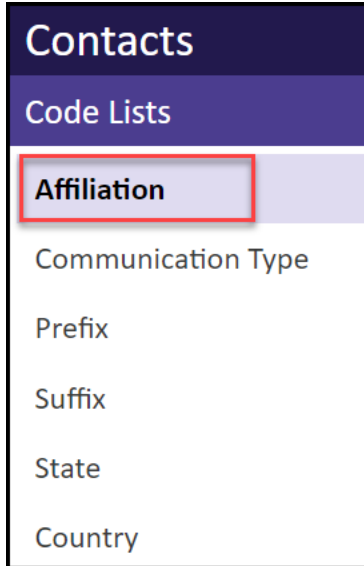 Contacts
Code Lists
Affiliation
Communication Type
Prefix
Suffix
State
Country